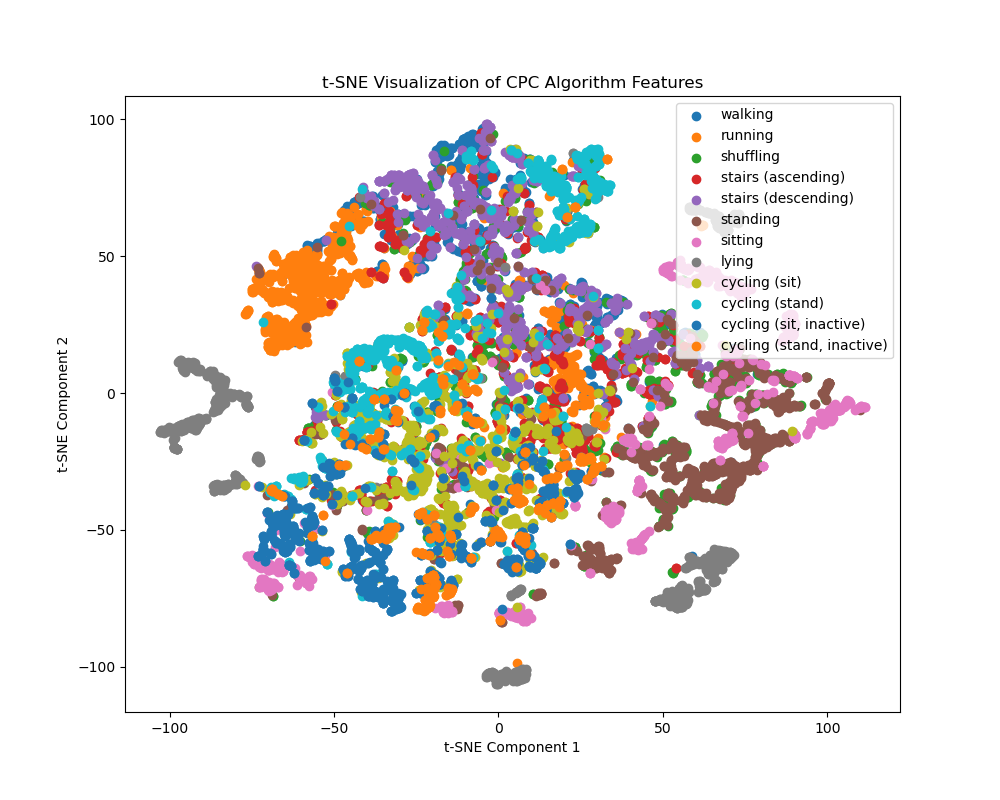 t-SNE Visualization of CPC Algorithm Features
100
50
0
−50
−100
t-SNE Component 2
walking
running
shuffling
stairs (ascending)
stairs (descending)
standing
sitting
lying
cycling (sit)
cycling (stand)
cycling (sit, inactive)
cycling (stand, inactive)
−100
−50
0
50
100
t-SNE Component 1